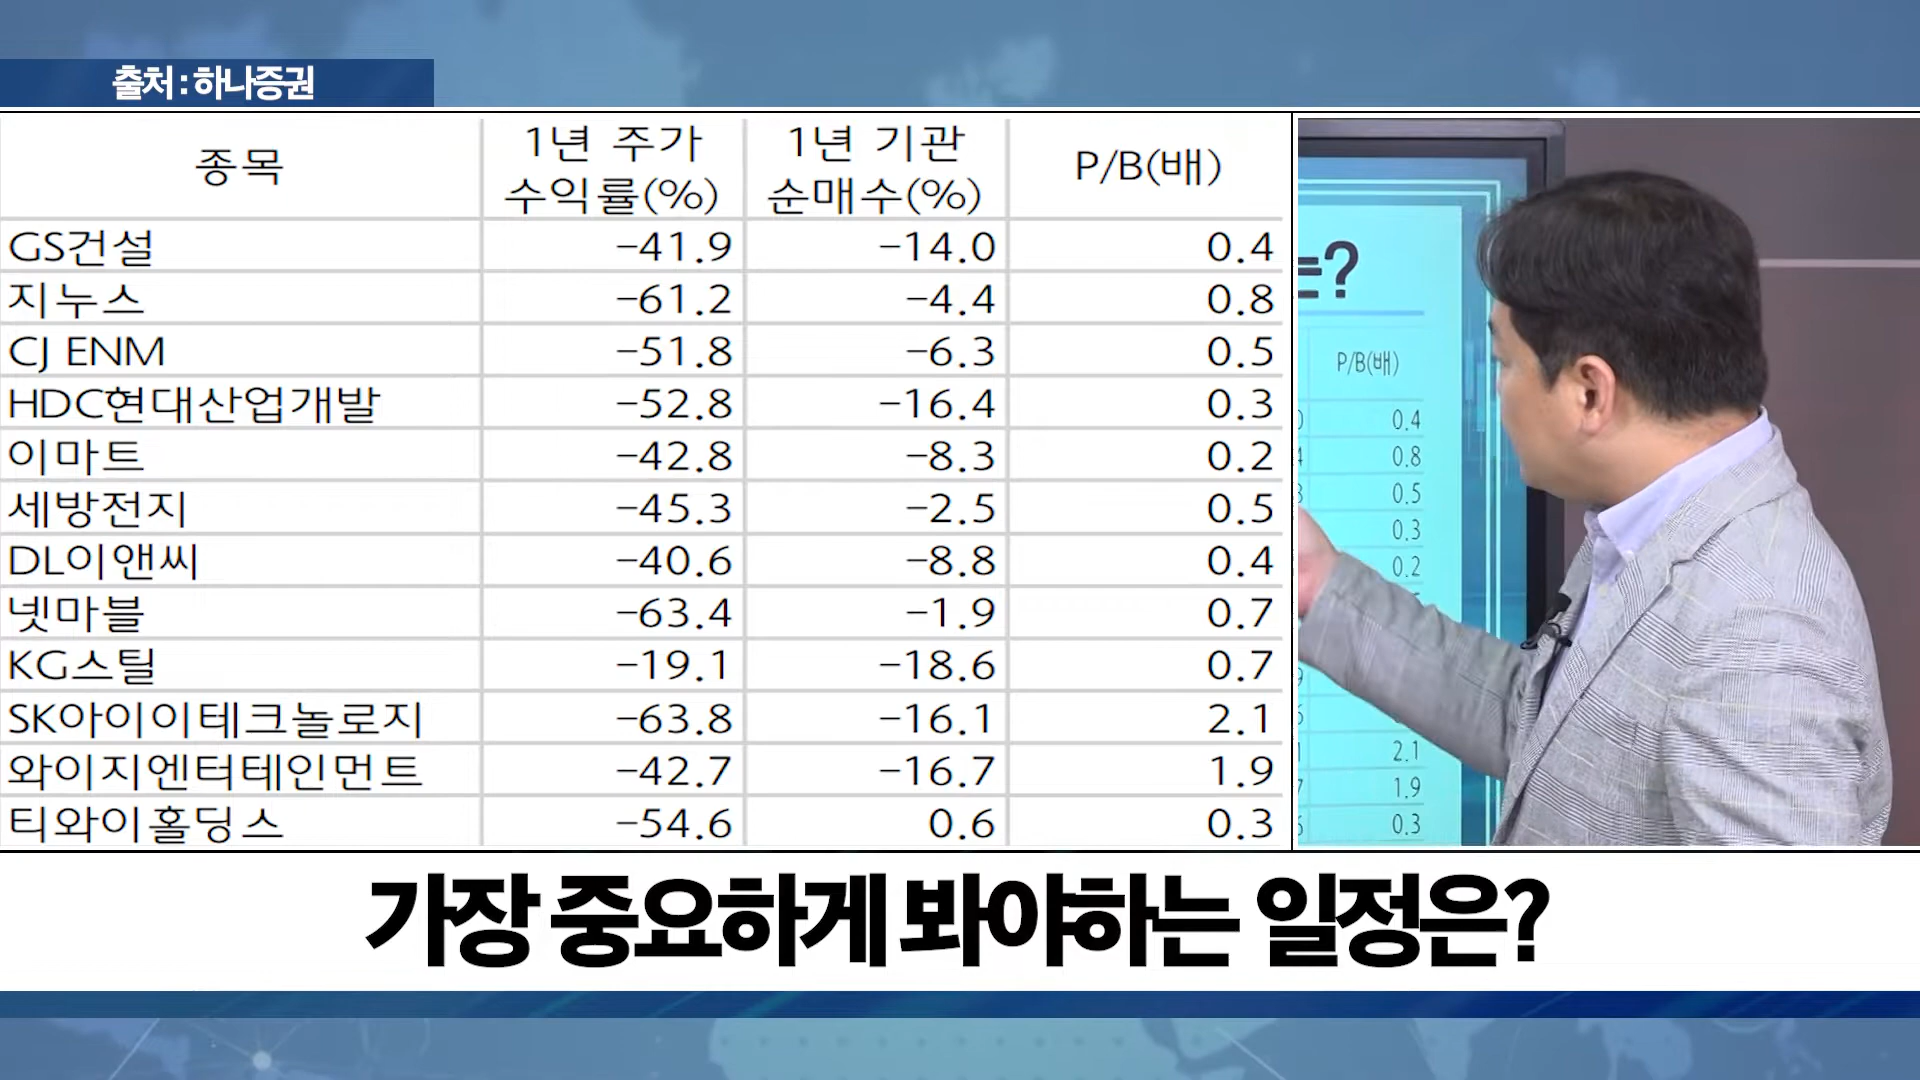 출처 : 하나증권
종목 1년 주가 수익률(%) 1년 기관 순매수(%) P/B(배)
GS건설 -41.9 -14.0 0.4
지누스 -61.2 -4.4 0.8
CJ ENM -51.8 -6.3 0.5
HDC현대산업개발 -52.8 -16.4 0.3
이마트 -42.8 -8.3 0.2
세방전지 -45.3 -2.5 0.5
DL이앤씨 -40.6 -8.8 0.4
넷마블 -63.4 -1.9 0.7
KG스틸 -19.1 -18.6 0.7
SK아이이테크놀로지 -63.8 -16.1 2.1
와이지엔터테인먼트 -42.7 -16.7 1.9
티와이홀딩스 -54.6 0.6 0.3
는?
P/B(배)
0.4
0.8
0.5
0.3
0.2
2.1
1.9
0.3
가장 중요하게 봐야하는 일정은?